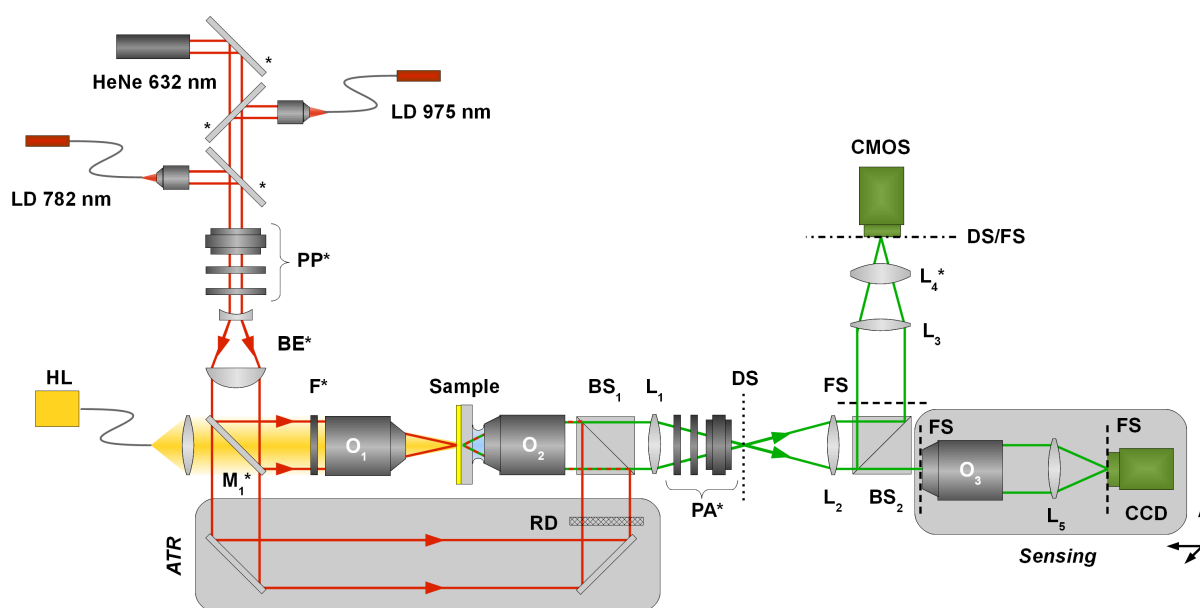 HeNe 632 nm
*
LD 975 nm
*
LD 782 nm
*
PP*
BE*
HL
F*
Sample
BS1
L1
DS
FS
CMOS
DS/FS
L4*
L3
O1
O2
M1*
PA*
L2
BS2
FS
FS
O3
L5
CCD
Sensing
RD
ATR